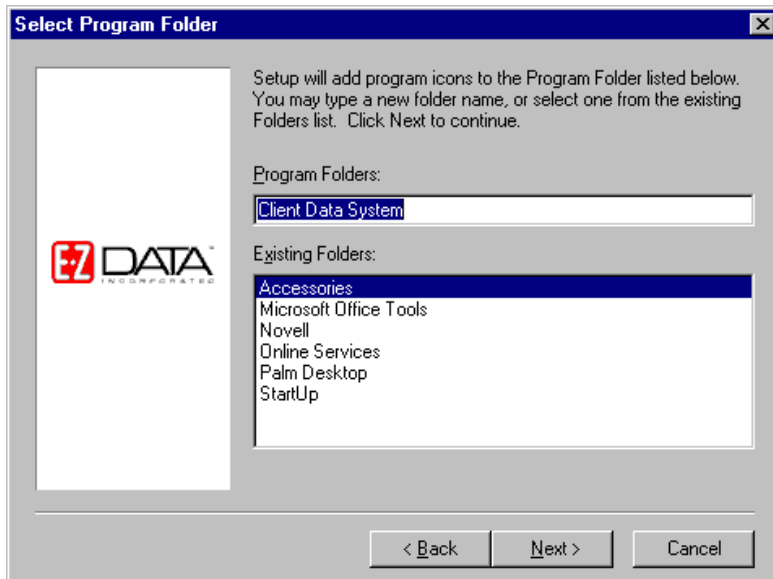 Select Program Folder
Setup will add program icons to the Program Folder listed below.
You may type a new folder name, or select one from the existing
Folders list. Click Next to continue.
Program Folders:
Client Data System
E-Z DATA™
INCORPORATED
Existing Folders:
Accessories
Microsoft Office Tools
Novell
Online Services
Palm Desktop
StartUp
< Back
Next >
Cancel